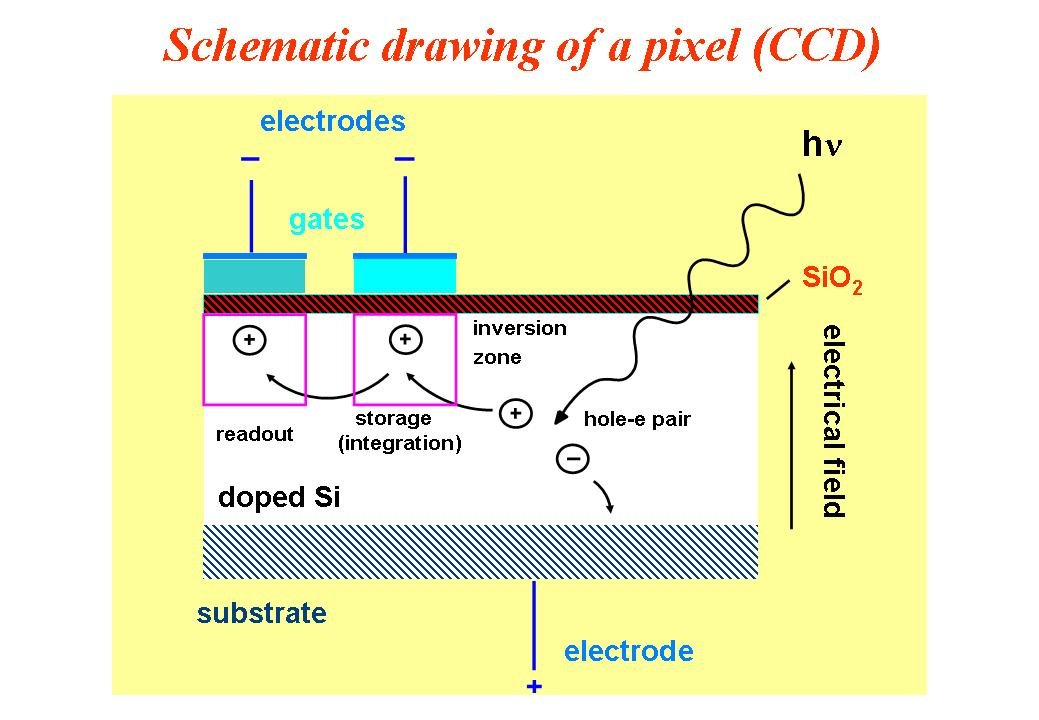 Schematic drawing of a pixel (CCD)
electrodes
– –
hν
gates
SiO₂
+ +
inversion
zone
electrical field
+
hole-e pair
storage
(integration)
readout
–
doped Si
substrate
electrode
+